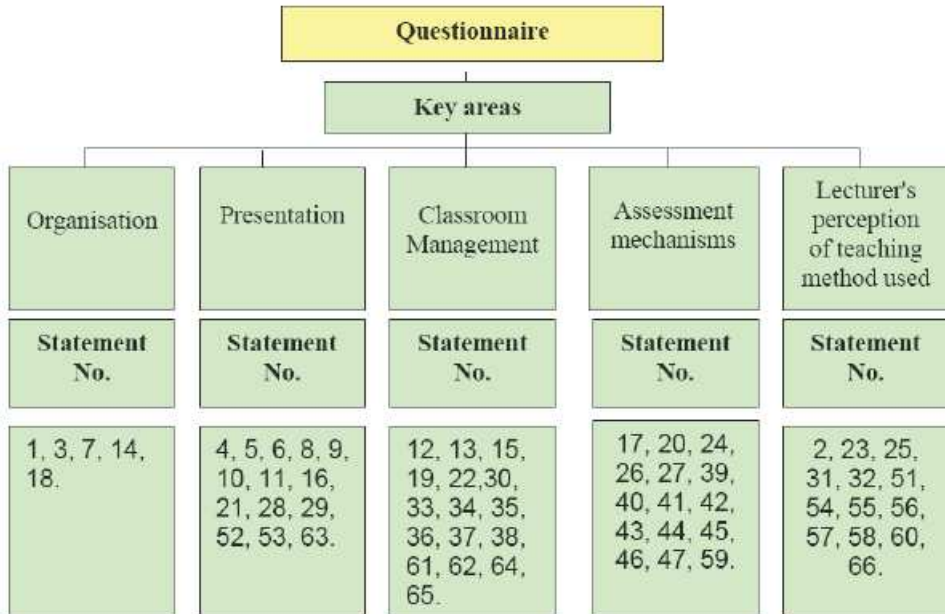 Questionnaire
Key areas
Organisation
Presentation
Classroom
Management
Assessment
mechanisms
Lecturer's
perception
of teaching
method used
Statement
No.
Statement
No.
Statement
No.
Statement
No.
Statement
No.
1, 3, 7, 14,
18.
4, 5, 6, 8, 9,
10, 11, 16,
21, 28, 29,
52, 53, 63.
12, 13, 15,
19, 22,30,
33, 34, 35,
36, 37, 38,
61, 62, 64,
65.
17, 20, 24,
26, 27, 39,
40, 41, 42,
43, 44, 45,
46, 47, 59.
2, 23, 25,
31, 32, 51,
54, 55, 56,
57, 58, 60,
66.